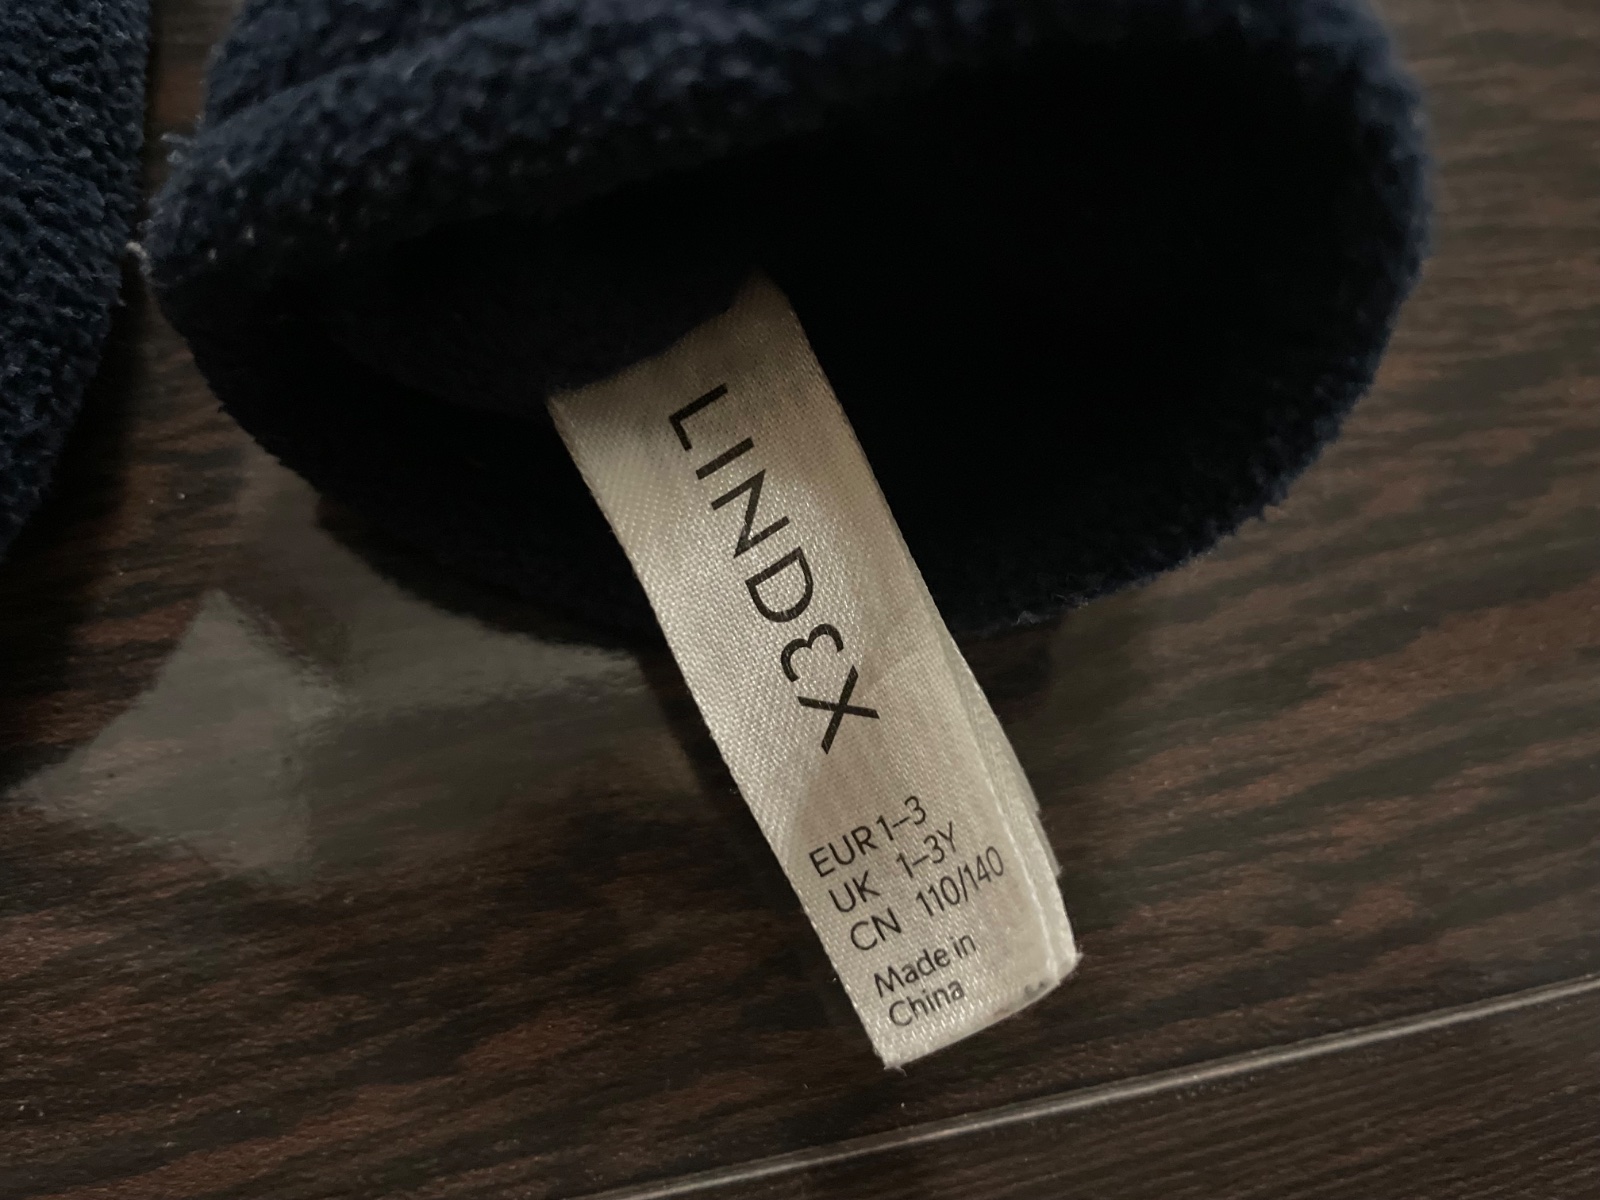 LINDEX
EUR 1–3
UK 1–3Y
CN 110/140
Made in
China